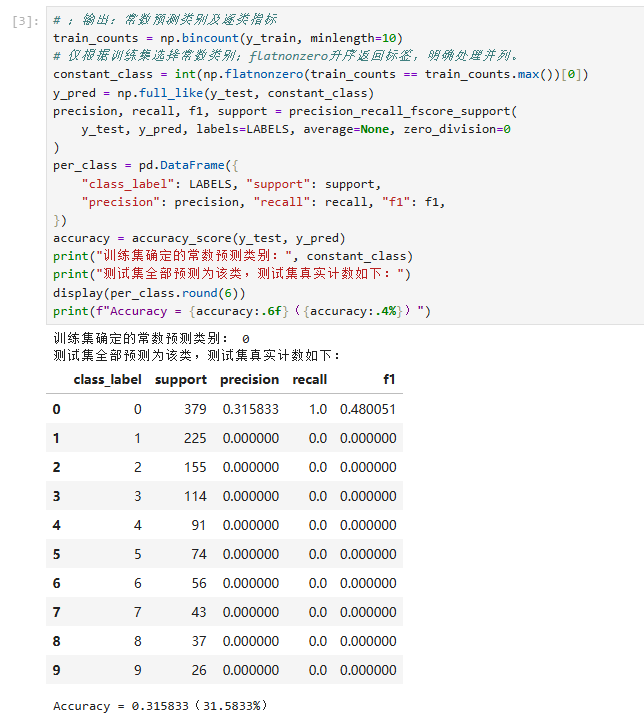 [3]: # ；输出：常数预测类别及逐类指标
train_counts = np.bincount(y_train, minlength=10)
# 仅根据训练集选择常数类别；flatnonzero升序返回标签，明确处理并列。
constant_class = int(np.flatnonzero(train_counts == train_counts.max())[0])
y_pred = np.full_like(y_test, constant_class)
precision, recall, f1, support = precision_recall_fscore_support(
    y_test, y_pred, labels=LABELS, average=None, zero_division=0
)
per_class = pd.DataFrame({
    "class_label": LABELS, "support": support,
    "precision": precision, "recall": recall, "f1": f1,
})
accuracy = accuracy_score(y_test, y_pred)
print("训练集确定的常数预测类别：", constant_class)
print("测试集全部预测为该类，测试集真实计数如下：")
display(per_class.round(6))
print(f"Accuracy = {accuracy:.6f}（{accuracy:.4%}）")
训练集确定的常数预测类别： 0
测试集全部预测为该类，测试集真实计数如下：
class_label support precision recall f1
0 0 379 0.315833 1.0 0.480051
1 1 225 0.000000 0.0 0.000000
2 2 155 0.000000 0.0 0.000000
3 3 114 0.000000 0.0 0.000000
4 4 91 0.000000 0.0 0.000000
5 5 74 0.000000 0.0 0.000000
6 6 56 0.000000 0.0 0.000000
7 7 43 0.000000 0.0 0.000000
8 8 37 0.000000 0.0 0.000000
9 9 26 0.000000 0.0 0.000000
Accuracy = 0.315833（31.5833%）